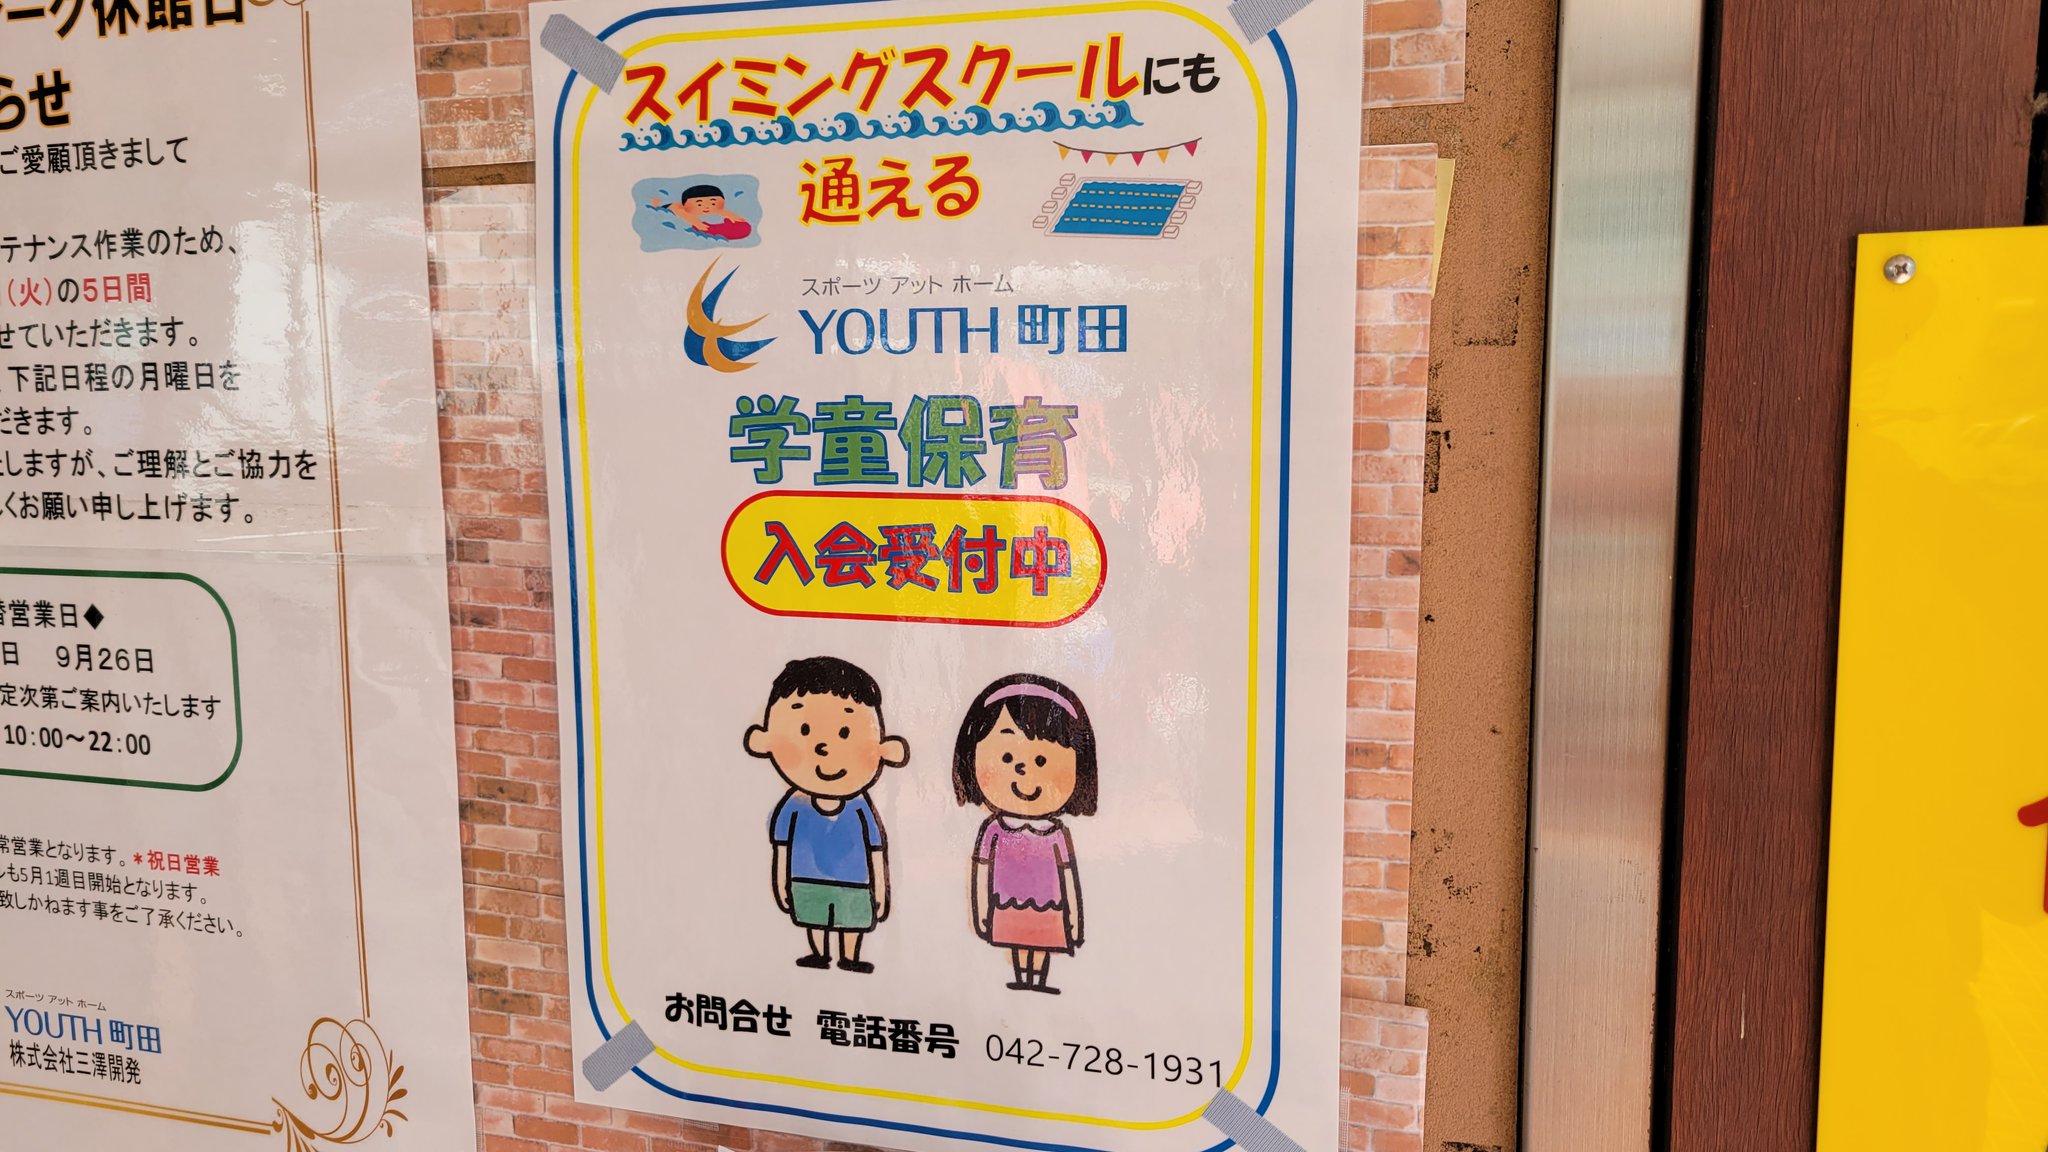 ーク休館日
らせ
ご愛顧頂きまして
テナンス作業のため、
(火)の5日間
せていただきます。
下記日程の月曜日を
だきます。
しますが、ご理解とご協力を
くお願い申し上げます。
営業日◆
日 9月26日
定次第ご案内いたします
10:00～22:00
常営業となります。*祝日営業
も5月1週目開始となります。
致しかねます事をご了承ください。
スポーツ アット ホーム
YOUTH 町田
株式会社三澤開発
スイミングスクールにも
通える
スポーツ アット ホーム
YOUTH 町田
学童保育
入会受付中
お問合せ 電話番号 042-728-1931